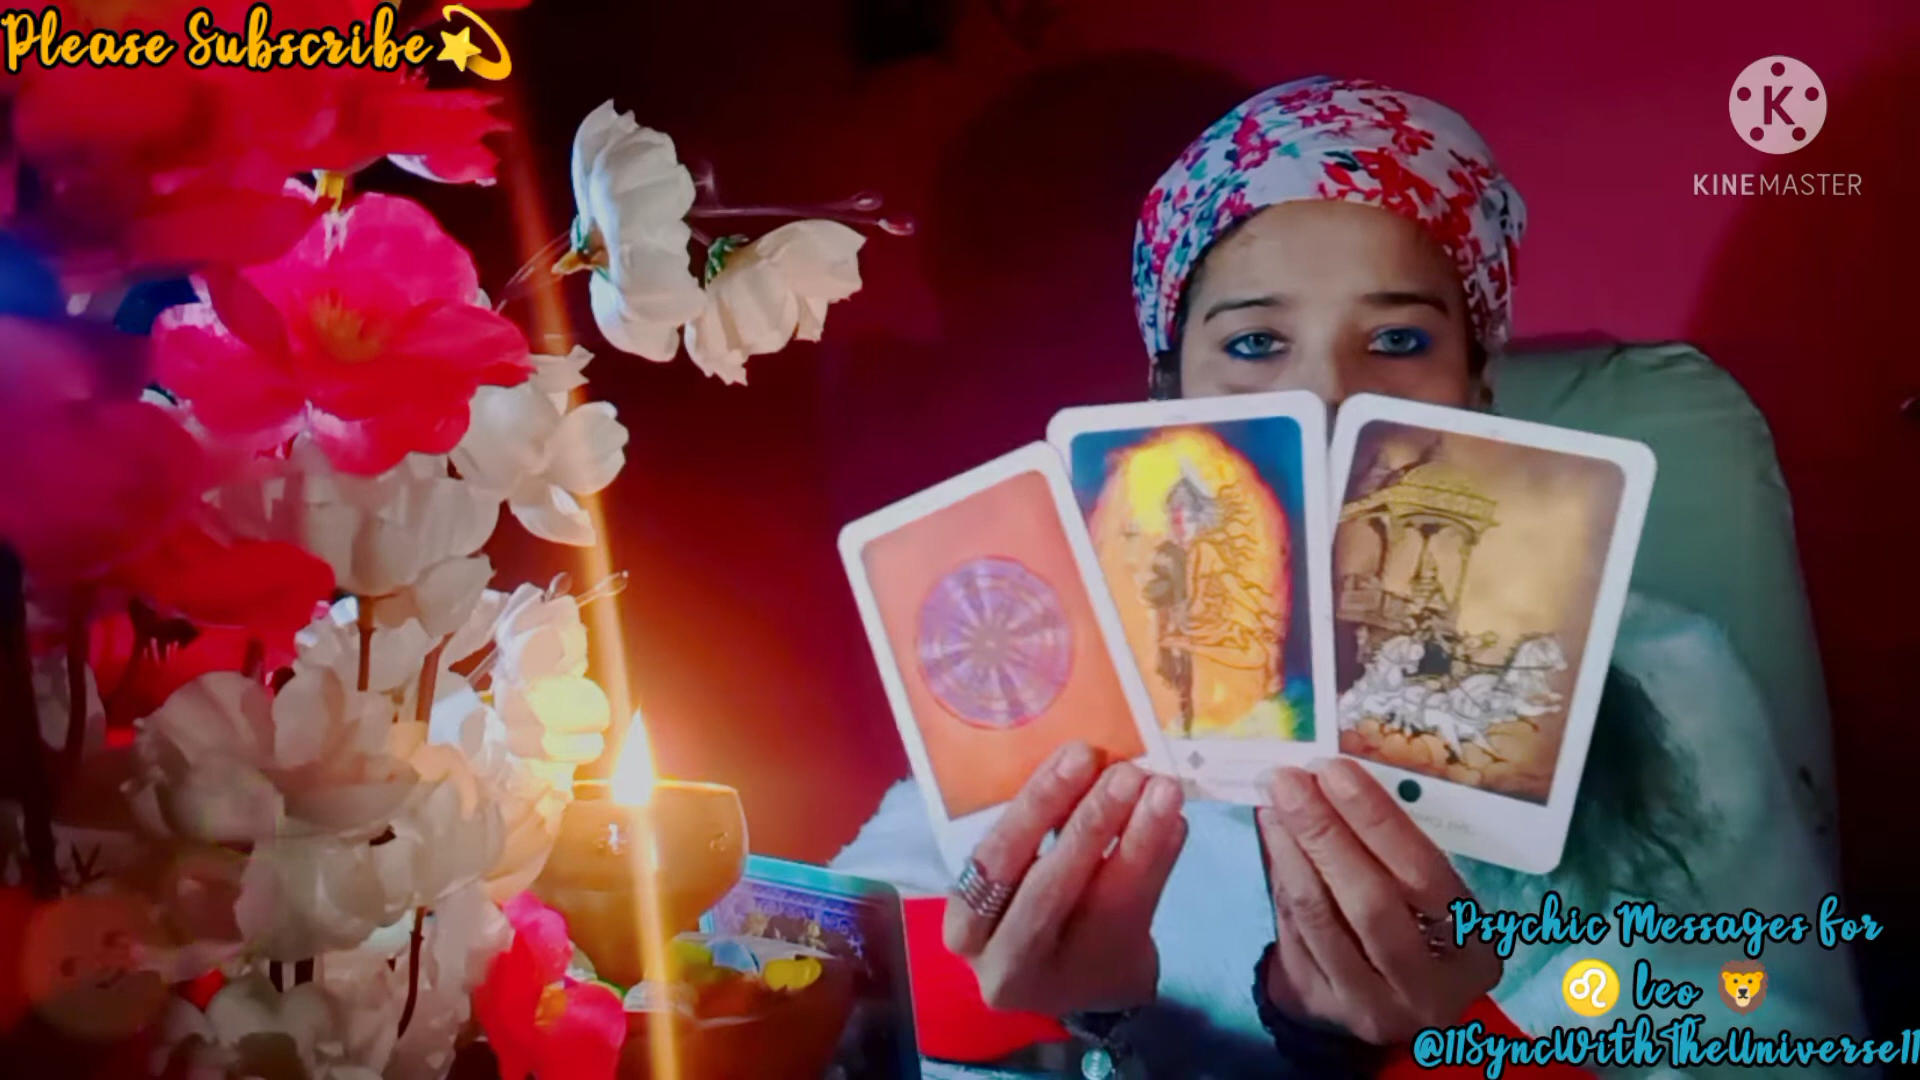 Please Subscribe
K
KINEMASTER
Psychic Messages for
Leo
@11SyncWithTheUniverse11